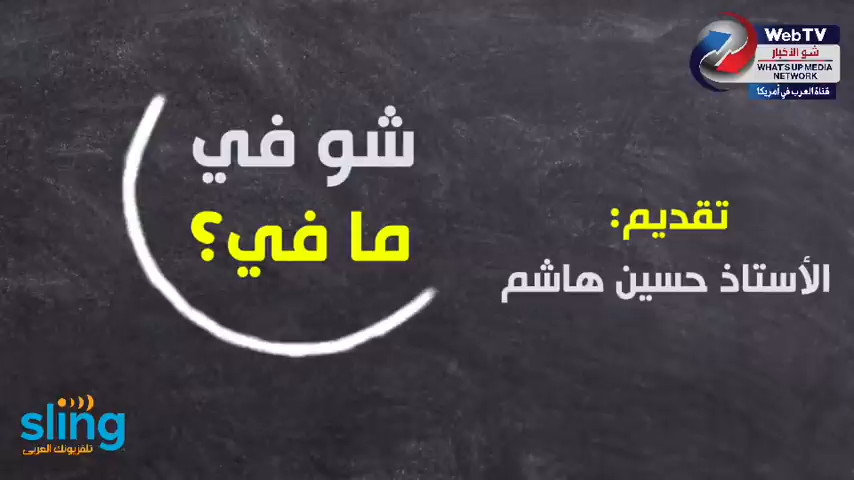 WebTV
شو الأخبار
WHAT'S UP MEDIA
NETWORK
قناة العرب في أمريكا
شو في
ما في؟
تقديم:
الأستاذ حسين هاشم
sling
تلفزيونك العربي